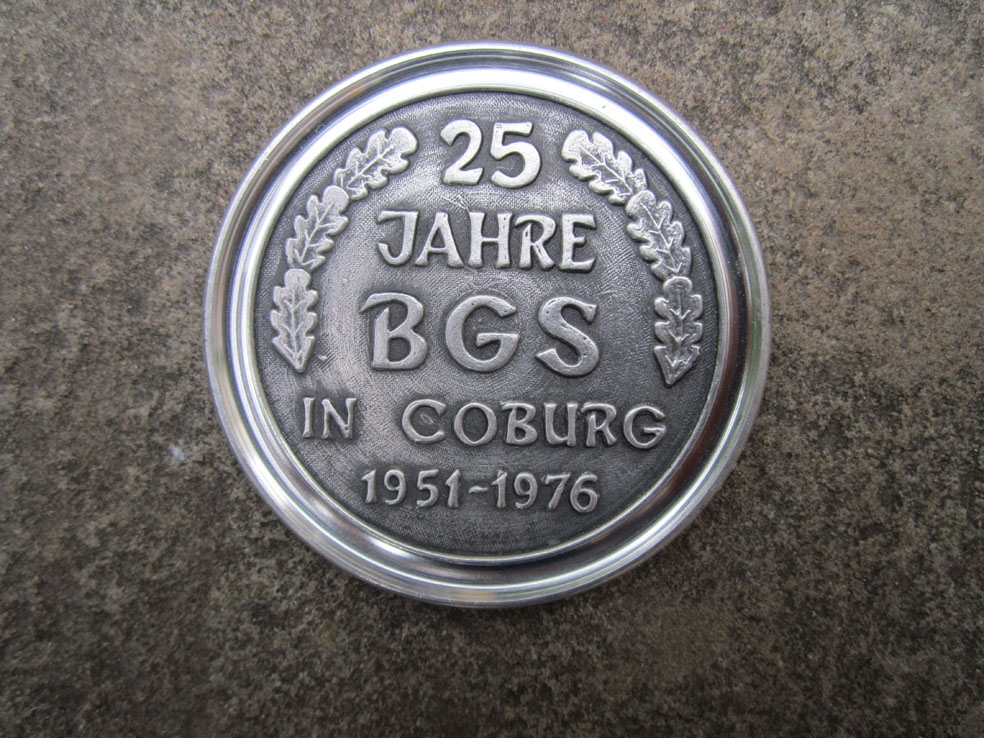 25
JAHRE
BGS
IN COBURG
1951-1976